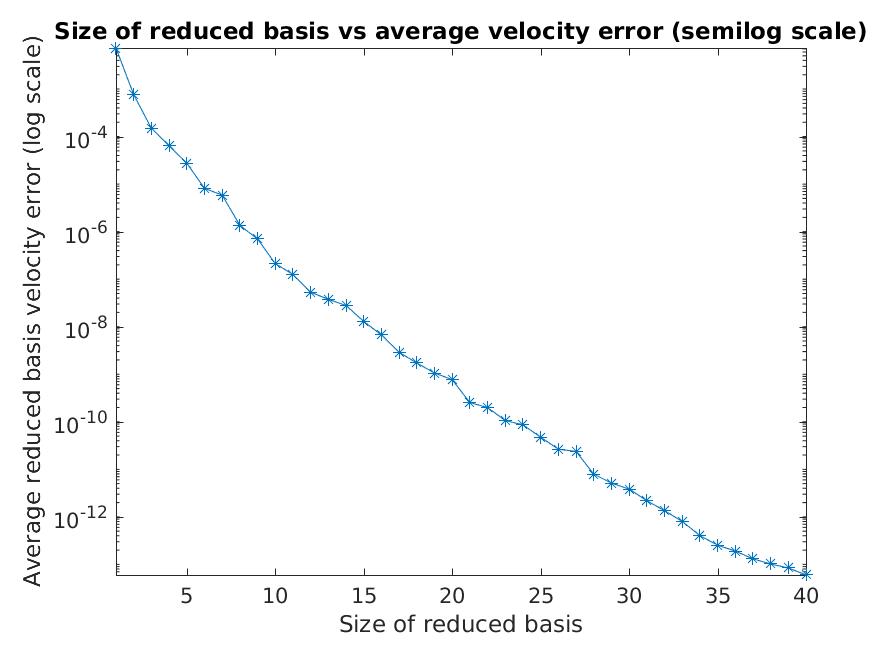 Size of reduced basis vs average velocity error (semilog scale)
Average reduced basis velocity error (log scale)
10^-4
10^-6
10^-8
10^-10
10^-12
5 10 15 20 25 30 35 40
Size of reduced basis